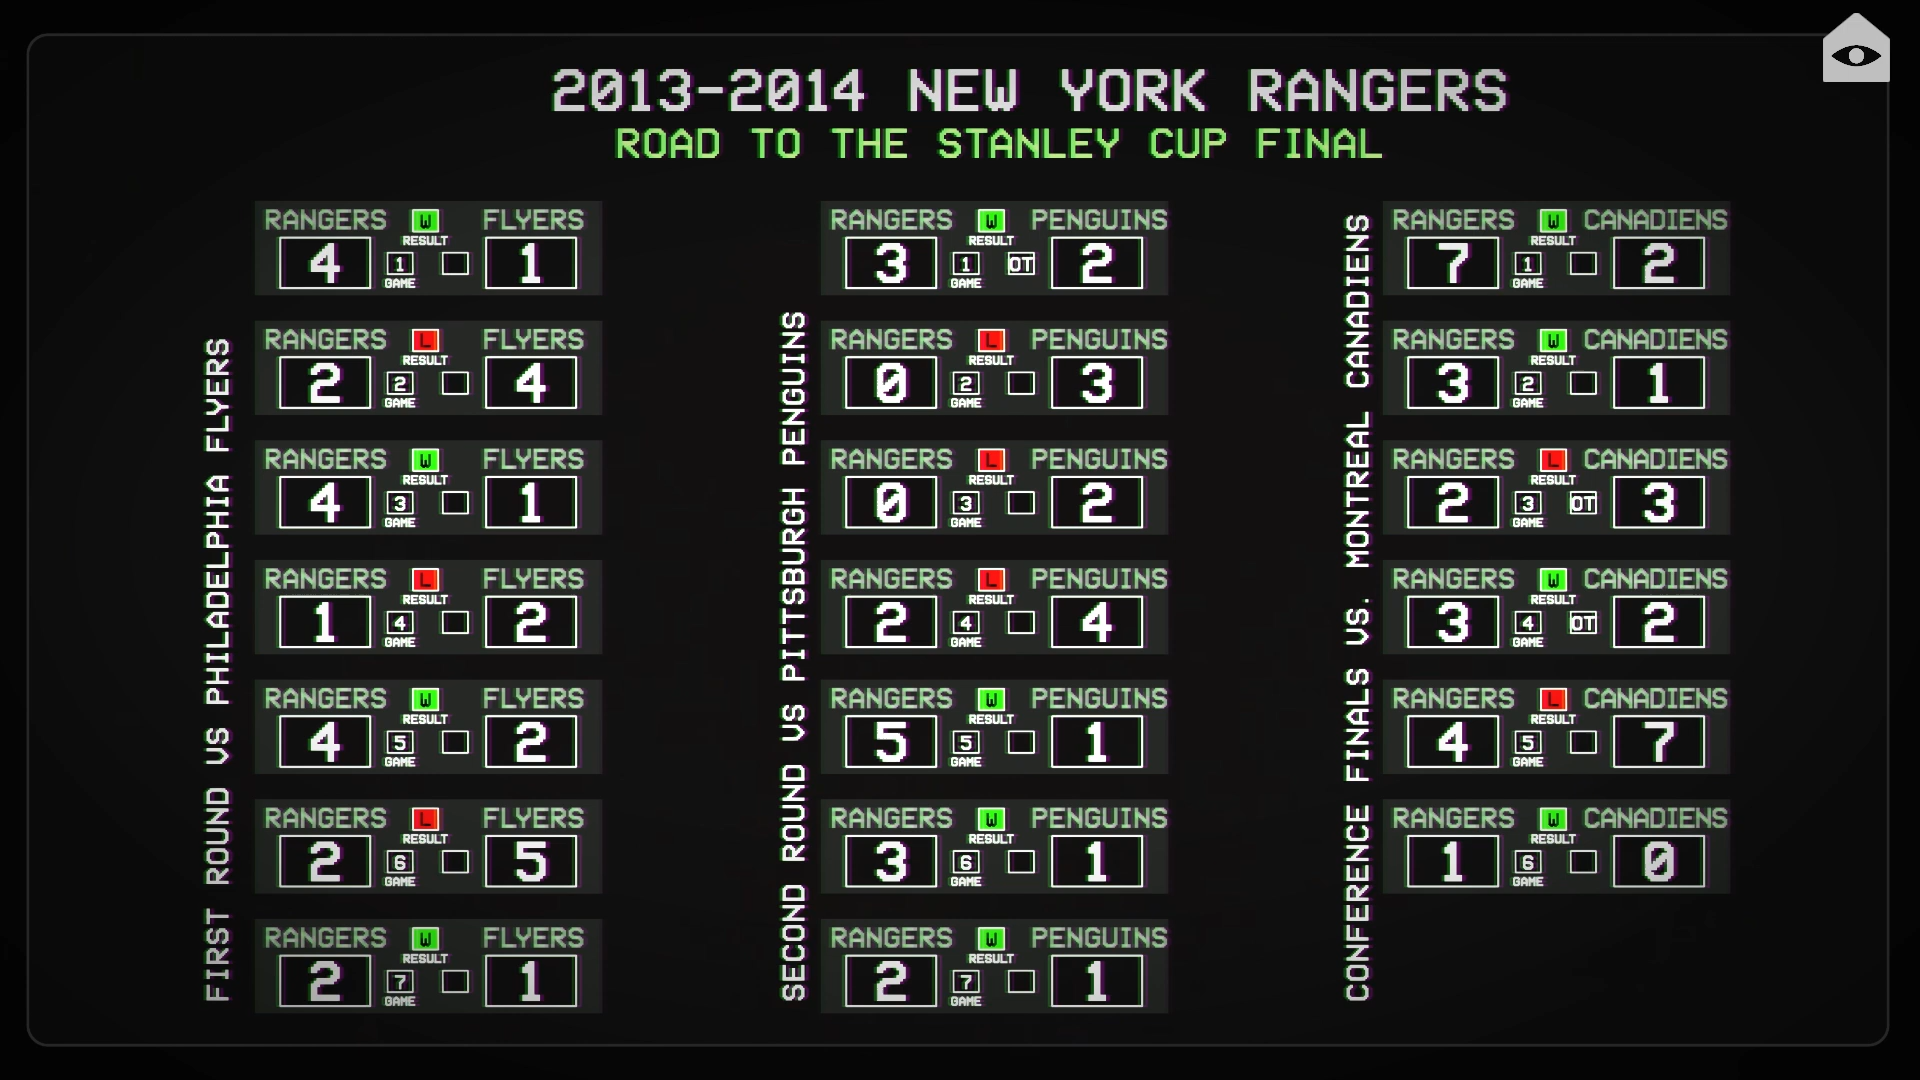 2013-2014 NEW YORK RANGERS
ROAD TO THE STANLEY CUP FINAL
FIRST ROUND VS PHILADELPHIA FLYERS
RANGERS W FLYERS
RESULT
4 1 1
GAME
RANGERS L FLYERS
RESULT
2 2 4
GAME
RANGERS W FLYERS
RESULT
4 3 1
GAME
RANGERS L FLYERS
RESULT
1 4 2
GAME
RANGERS W FLYERS
RESULT
4 5 2
GAME
RANGERS L FLYERS
RESULT
2 6 5
GAME
RANGERS W FLYERS
RESULT
2 7 1
GAME
SECOND ROUND VS PITTSBURGH PENGUINS
RANGERS W PENGUINS
RESULT
3 1 OT 2
GAME
RANGERS L PENGUINS
RESULT
0 2 3
GAME
RANGERS L PENGUINS
RESULT
0 3 2
GAME
RANGERS L PENGUINS
RESULT
2 4 4
GAME
RANGERS W PENGUINS
RESULT
5 5 1
GAME
RANGERS W PENGUINS
RESULT
3 6 1
GAME
RANGERS W PENGUINS
RESULT
2 7 1
GAME
CONFERENCE FINALS VS. MONTREAL CANADIENS
RANGERS W CANADIENS
RESULT
7 1 2
GAME
RANGERS W CANADIENS
RESULT
3 2 1
GAME
RANGERS L CANADIENS
RESULT
2 3 OT 3
GAME
RANGERS W CANADIENS
RESULT
3 4 OT 2
GAME
RANGERS L CANADIENS
RESULT
4 5 7
GAME
RANGERS W CANADIENS
RESULT
1 6 0
GAME